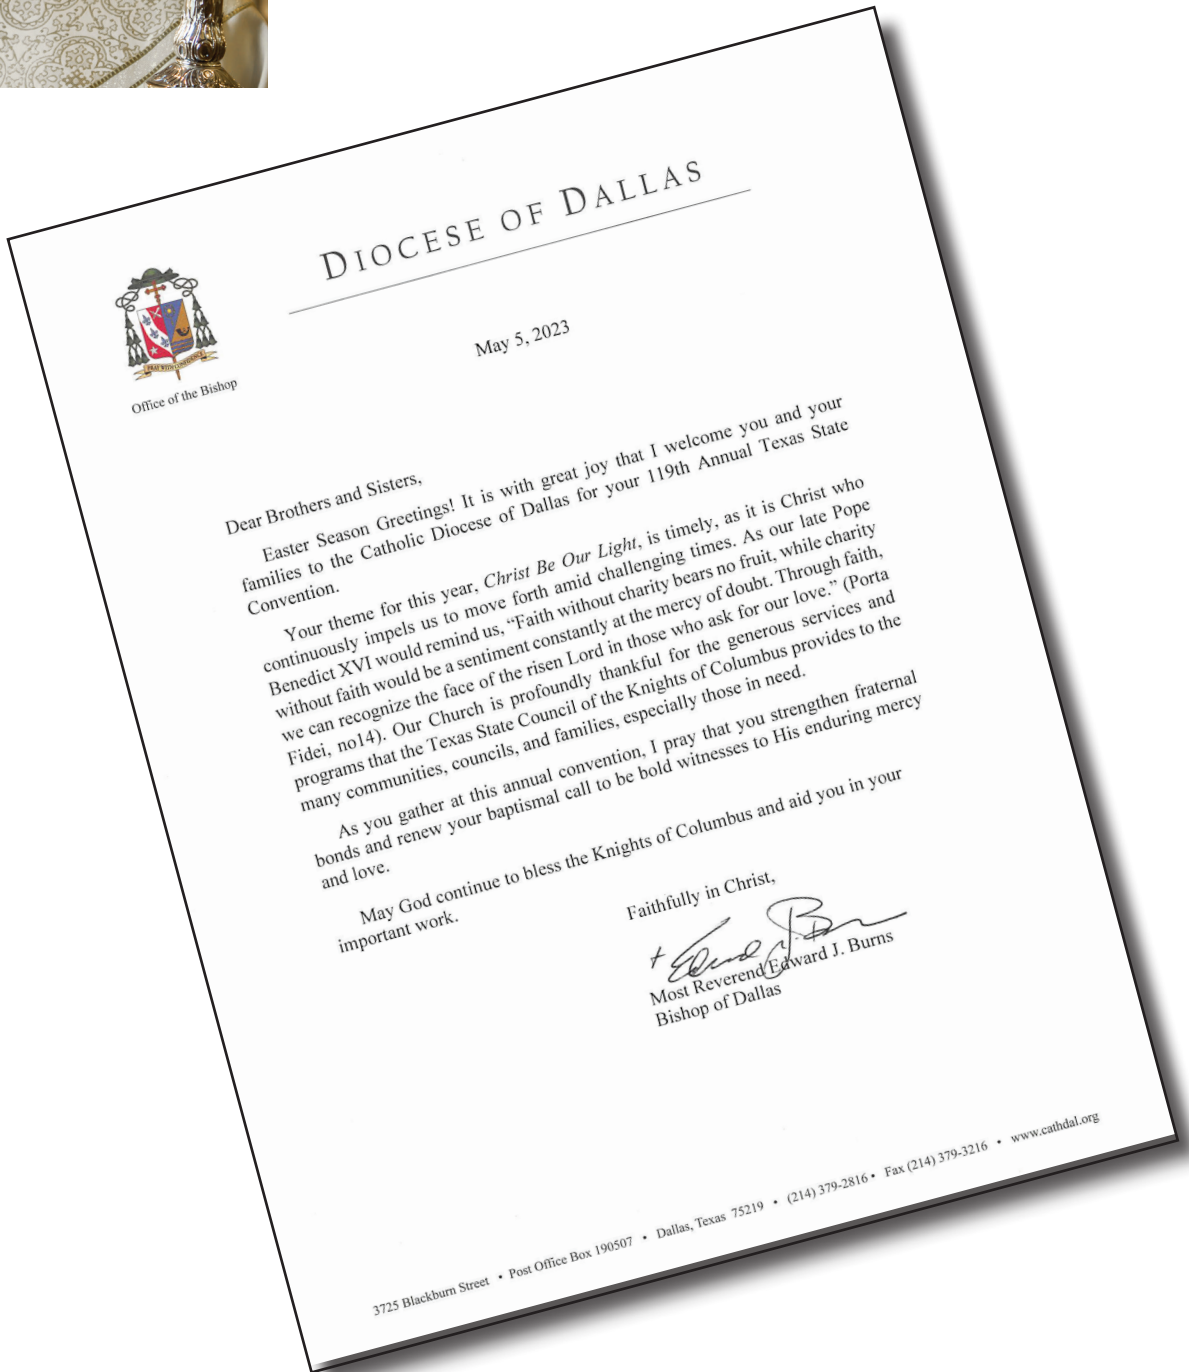 DIOCESE OF DALLAS
PRAY WITH CONFIDENCE
Office of the Bishop
May 5, 2023
Dear Brothers and Sisters,
Easter Season Greetings! It is with great joy that I welcome you and your
families to the Catholic Diocese of Dallas for your 119th Annual Texas State
Convention.
Your theme for this year, Christ Be Our Light, is timely, as it is Christ who
continuously impels us to move forth amid challenging times. As our late Pope
Benedict XVI would remind us, “Faith without charity bears no fruit, while charity
without faith would be a sentiment constantly at the mercy of doubt. Through faith,
we can recognize the face of the risen Lord in those who ask for our love.” (Porta
Fidei, no14). Our Church is profoundly thankful for the generous services and
programs that the Texas State Council of the Knights of Columbus provides to the
many communities, councils, and families, especially those in need.
As you gather at this annual convention, I pray that you strengthen fraternal
bonds and renew your baptismal call to be bold witnesses to His enduring mercy
and love.
May God continue to bless the Knights of Columbus and aid you in your
important work.
Faithfully in Christ,
+ Edward J. Burns
Most Reverend Edward J. Burns
Bishop of Dallas
3725 Blackburn Street • Post Office Box 190507 • Dallas, Texas 75219 • (214) 379-2816 • Fax (214) 379-3216 • www.cathdal.org